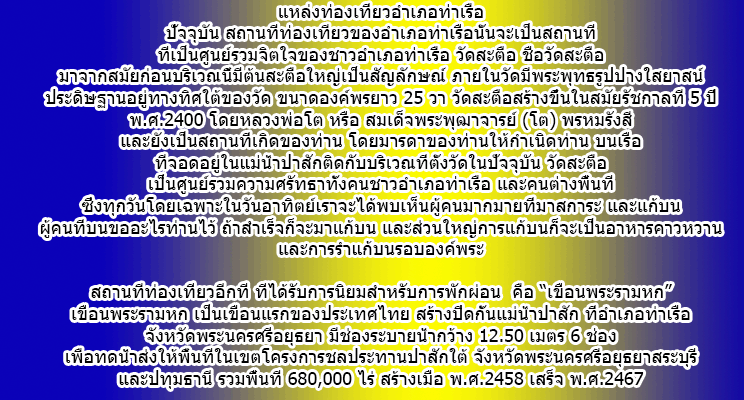 แหล่งท่องเที่ยวอำเภอท่าเรือ
ปัจจุบัน สถานที่ท่องเที่ยวของอำเภอท่าเรือนั้นจะเป็นสถานที่
ที่เป็นศูนย์รวมจิตใจของชาวอำเภอท่าเรือ วัดสะตือ ชื่อวัดสะตือ
มาจากสมัยก่อนบริเวณนี้มีต้นสะตือใหญ่เป็นสัญลักษณ์ ภายในวัดมีพระพุทธรูปปางไสยาสน์
ประดิษฐานอยู่ทางทิศใต้ของวัด ขนาดองค์พระยาว 25 วา วัดสะตือสร้างขึ้นในสมัยรัชกาลที่ 5 ปี
พ.ศ.2400 โดยหลวงพ่อโต หรือ สมเด็จพระพุฒาจารย์ (โต) พรหมรังสี
และยังเป็นสถานที่เกิดของท่าน โดยมารดาของท่านให้กำเนิดท่าน บนเรือ
ที่จอดอยู่ในแม่น้ำป่าสักติดกับบริเวณที่ตั้งวัดในปัจจุบัน วัดสะตือ
เป็นศูนย์รวมความศรัทธาทั้งคนชาวอำเภอท่าเรือ และคนต่างพื้นที่
ซึ่งทุกวันโดยเฉพาะในวันอาทิตย์เราจะได้พบเห็นผู้คนมากมายที่มาสักการะ และแก้บน
ผู้คนที่บนขออะไรท่านไว้ ถ้าสำเร็จก็จะมาแก้บน และส่วนใหญ่การแก้บนก็จะเป็นอาหารคาวหวาน
และการรำแก้บนรอบองค์พระ
สถานที่ท่องเที่ยวอีกที่ ที่ได้รับการนิยมสำหรับการพักผ่อน คือ “เขื่อนพระรามหก”
เขื่อนพระรามหก เป็นเขื่อนแรกของประเทศไทย สร้างปิดกั้นแม่น้ำป่าสัก ที่อำเภอท่าเรือ
จังหวัดพระนครศรีอยุธยา มีช่องระบายน้ำกว้าง 12.50 เมตร 6 ช่อง
เพื่อทดน้ำส่งให้พื้นที่ในเขตโครงการชลประทานป่าสักใต้ จังหวัดพระนครศรีอยุธยาสระบุรี
และปทุมธานี รวมพื้นที่ 680,000 ไร่ สร้างเมื่อ พ.ศ.2458 เสร็จ พ.ศ.2467